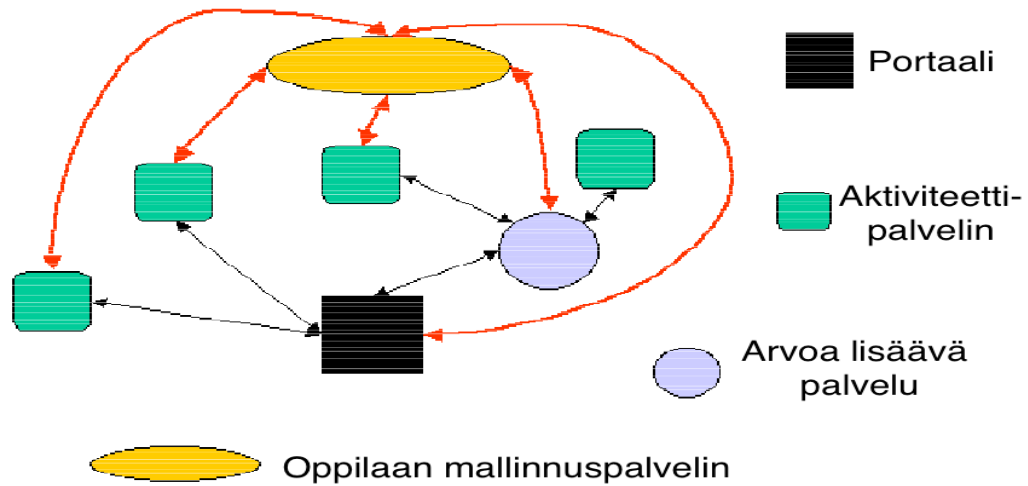 Portaali
Aktiviteetti-
palvelin
Arvoa lisäävä
palvelu
Oppilaan mallinnuspalvelin